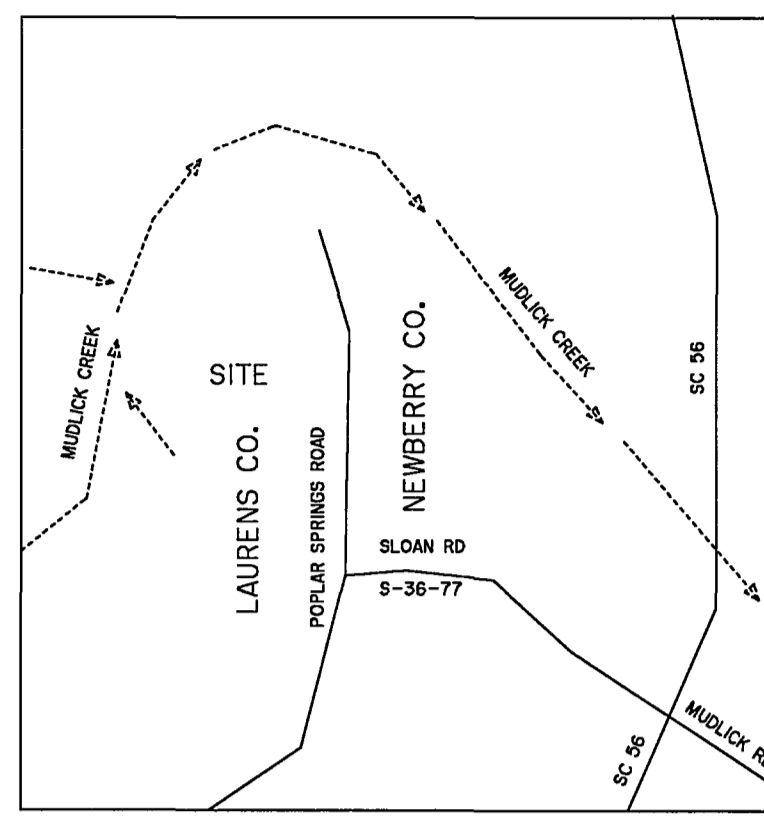 MUDLICK CREEK
SC 56
MUDLICK CREEK
SITE
NEWBERRY CO.
LAURENS CO.
POPLAR SPRINGS ROAD
SLOAN RD
S-36-77
MUDLICK
SC 56